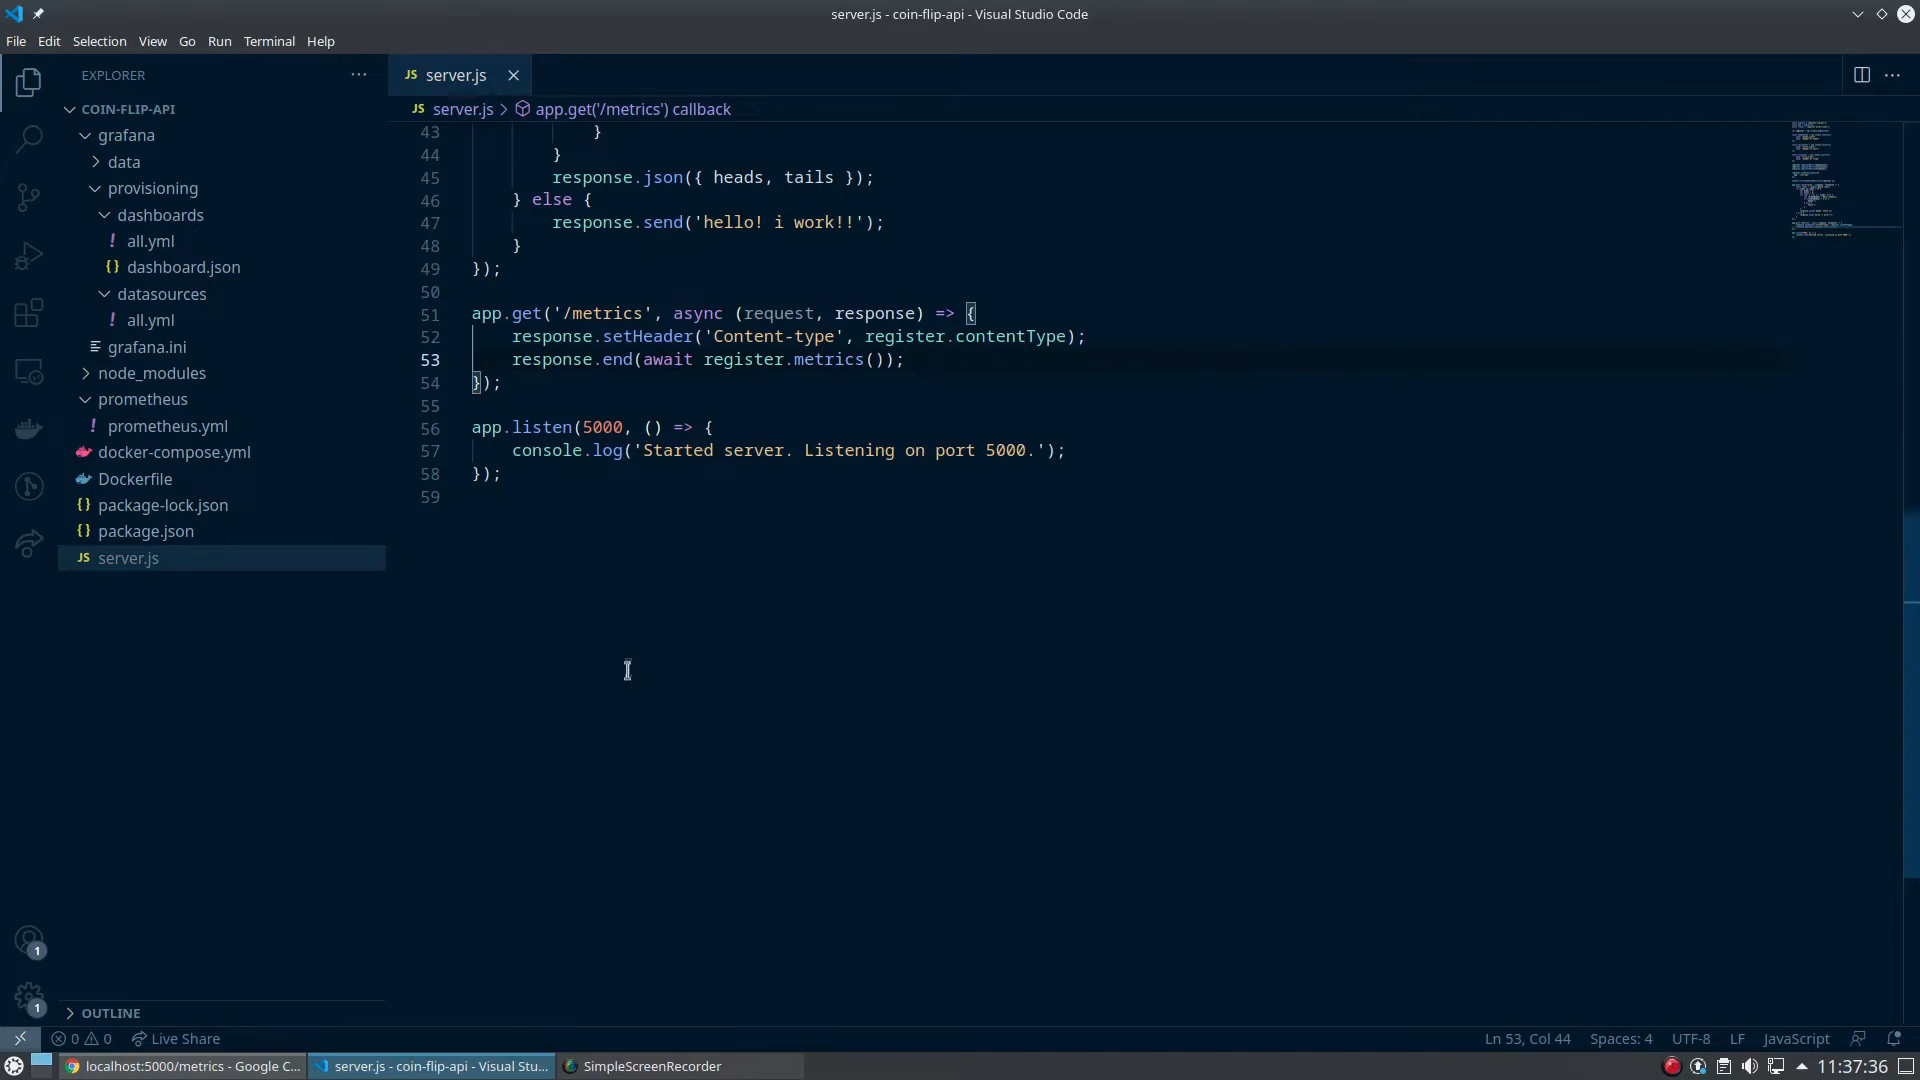 server.js - coin-flip-api - Visual Studio Code
File Edit Selection View Go Run Terminal Help
EXPLORER
COIN-FLIP-API
grafana
data
provisioning
dashboards
all.yml
dashboard.json
datasources
all.yml
grafana.ini
node_modules
prometheus
prometheus.yml
docker-compose.yml
Dockerfile
package-lock.json
package.json
JS server.js
1
1
OUTLINE
JS server.js
JS server.js > app.get('/metrics') callback
43 }
44 }
45 response.json({ heads, tails });
46 } else {
47 response.send('hello! i work!!');
48 }
49 });
50
51 app.get('/metrics', async (request, response) => {
52 response.setHeader('Content-type', register.contentType);
53 response.end(await register.metrics());
54 });
55
56 app.listen(5000, () => {
57 console.log('Started server. Listening on port 5000.');
58 });
59
0 0 Live Share Ln 53, Col 44 Spaces: 4 UTF-8 LF JavaScript
localhost:5000/metrics - Google C... server.js - coin-flip-api - Visual Stu... SimpleScreenRecorder 11:37:36